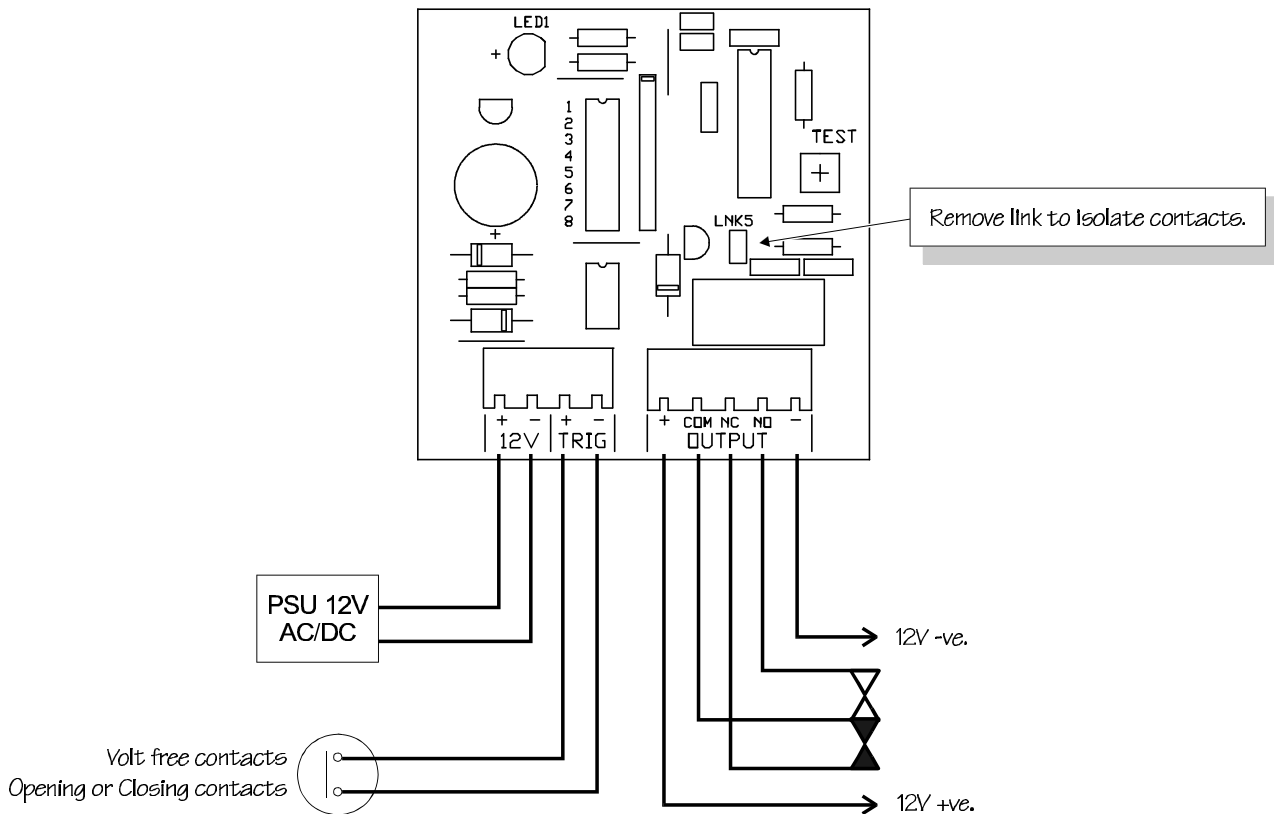 LED1
+
1
2
3
4
5
6
7
8
TEST
+
LNK5
Remove link to isolate contacts.
+
+ - + -
12V TRIG
+ COM NC NO -
OUTPUT
PSU 12V
AC/DC
12V -ve.
Volt free contacts
Opening or Closing contacts
12V +ve.